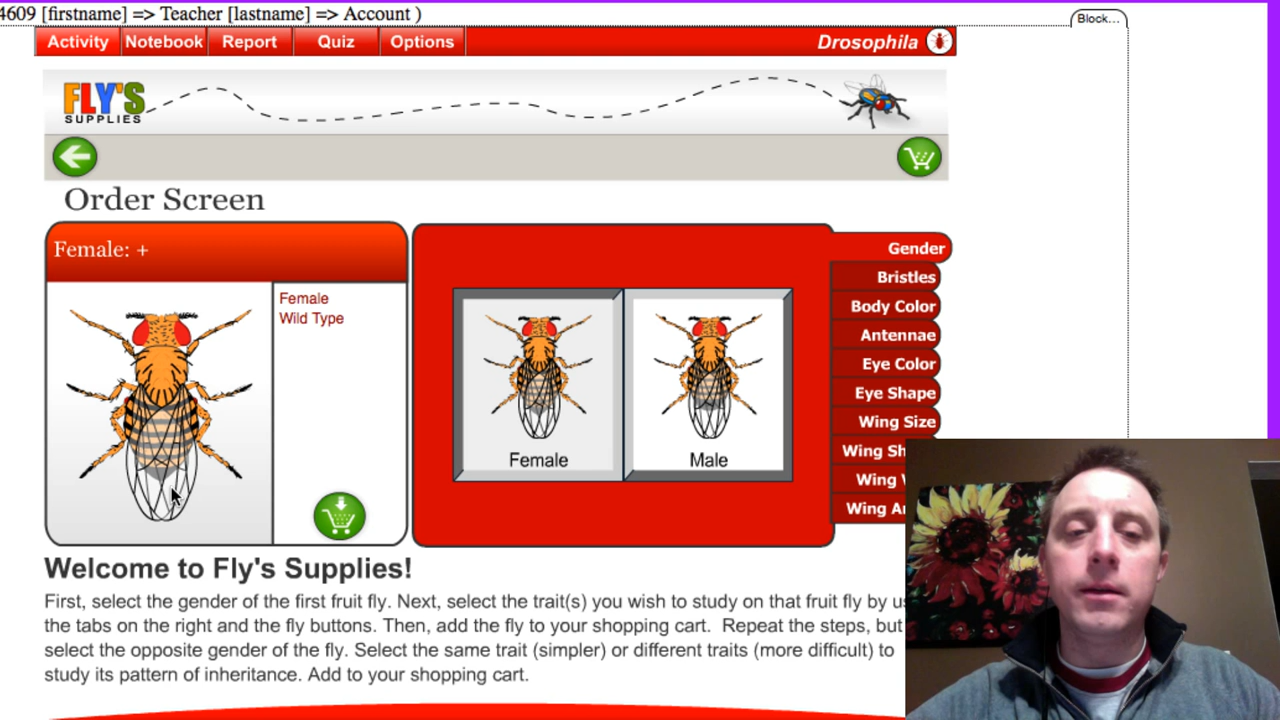 4609 [firstname] => Teacher [lastname] => Account )
Block...
Activity Notebook Report Quiz Options Drosophila
FLY'S
SUPPLIES
Order Screen
Female: +
Female
Wild Type
Female
Male
Gender
Bristles
Body Color
Antennae
Eye Color
Eye Shape
Wing Size
Wing Sh
Wing
Wing
Welcome to Fly's Supplies!
First, select the gender of the first fruit fly. Next, select the trait(s) you wish to study on that fruit fly by u
the tabs on the right and the fly buttons. Then, add the fly to your shopping cart. Repeat the steps, but
select the opposite gender of the fly. Select the same trait (simpler) or different traits (more difficult) to
study its pattern of inheritance. Add to your shopping cart.